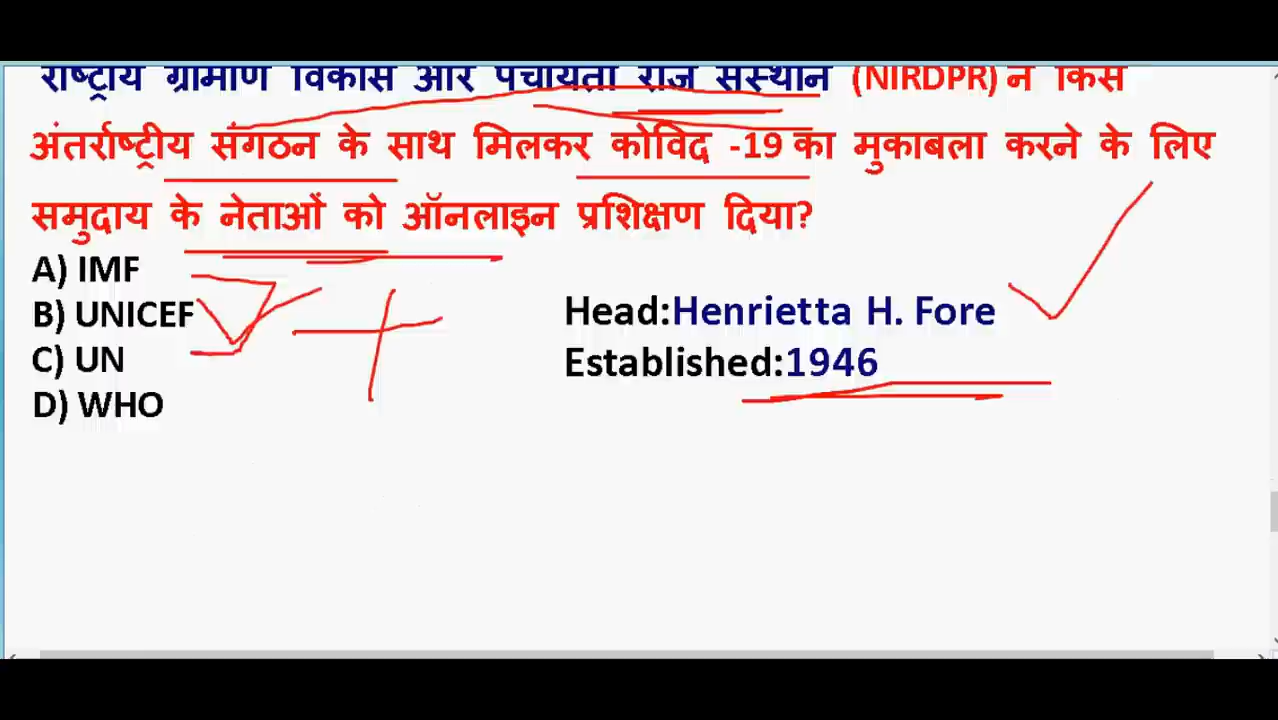 राष्ट्रीय ग्रामीण विकास और पंचायती राज संस्थान (NIRDPR) ने किस
अंतर्राष्ट्रीय संगठन के साथ मिलकर कोविद -19 का मुकाबला करने के लिए
समुदाय के नेताओं को ऑनलाइन प्रशिक्षण दिया?
A) IMF
B) UNICEF
C) UN
D) WHO
Head:Henrietta H. Fore
Established:1946